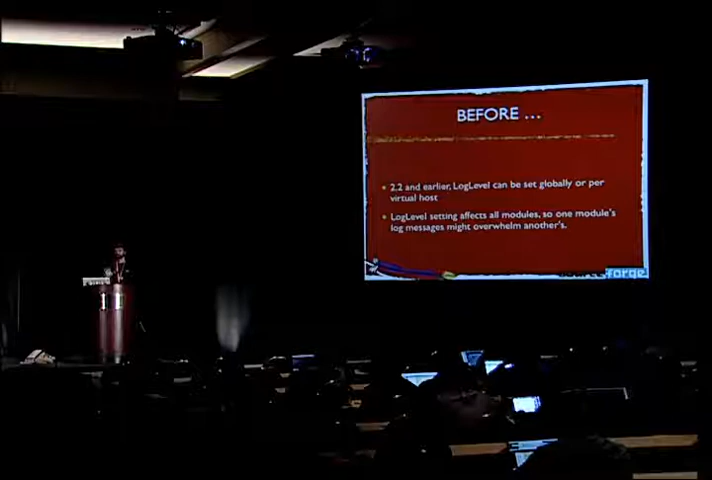 BEFORE ...
• 2.2 and earlier, LogLevel can be set globally or per
virtual host
• LogLevel setting affects all modules, so one module's
log messages might overwhelm another's.
sourceforge